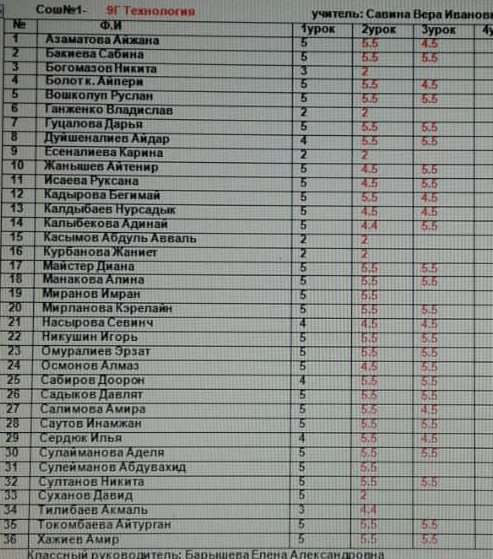 Сош№1- 9Г Технология учитель: Савина Вера Иванови
№ Ф.И 1урок 2урок 3урок 4у
1 Азаматова Айжана 5 5.5 4.5
2 Бакиева Сабина 5 5.5 5.5
3 Богомазов Никита 3 2
4 Болот к. Айпери 5 5.5 4.5
5 Вошколуп Руслан 5 5.5 5.5
6 Ганженко Владислав 2 2
7 Гуцалова Дарья 5 5.5 5.5
8 Дуйшеналиев Айдар 4 5.5 5.5
9 Есеналиева Карина 2 2
10 Жанышев Айтенир 5 4.5 5.5
11 Исаева Руксана 5 4.5 5.5
12 Кадырова Бегимай 5 5.5 4.5
13 Калдыбаев Нурсадык 5 4.5 4.5
14 Калыбекова Адинай 5 4.4 5.5
15 Касымов Абдуль Авваль 2 2
16 Курбанова Жаниет 2 2
17 Майстер Диана 5 5.5 5.5
18 Манакова Алина 5 5.5 5.5
19 Миранов Имран 5 5.5
20 Мирланова Кэрелайн 5 5.5 5.5
21 Насырова Севинч 4 4.5 4.5
22 Никушин Игорь 5 5.5 5.5
23 Омуралиев Эрзат 5 5.5 5.5
24 Осмонов Алмаз 5 4.5 5.5
25 Сабиров Доорон 4 5.5 5.5
26 Садыков Давлят 5 5.5 5.5
27 Салимова Амира 5 5.5 4.5
28 Саутов Инамжан 5 5.5 5.5
29 Сердюк Илья 4 5.5 4.5
30 Сулайманова Аделя 5 5.5 5.5
31 Сулейманов Абдувахид 5 5.5
32 Султанов Никита 5 5.5 5.5
33 Суханов Давид 5 2
34 Тилибаев Акмаль 3 4.4
35 Токомбаева Айтурган 5 5.5 5.5
36 Хажиев Амир 5 5.5 5.5
Классный руководитель: Барышева Елена Александровна